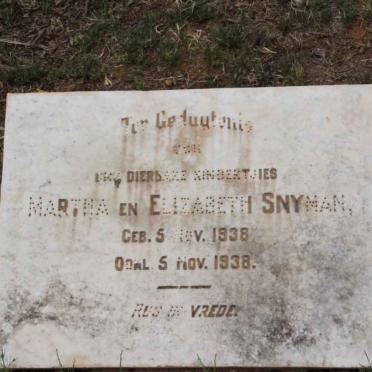 Ter Gedagtenis
van
ons dierbare kindertjies
Martha en Elizabeth Snyman,
Geb. 5 Nov. 1938
Oorl. 5 Nov. 1938.
Rus in vrede.